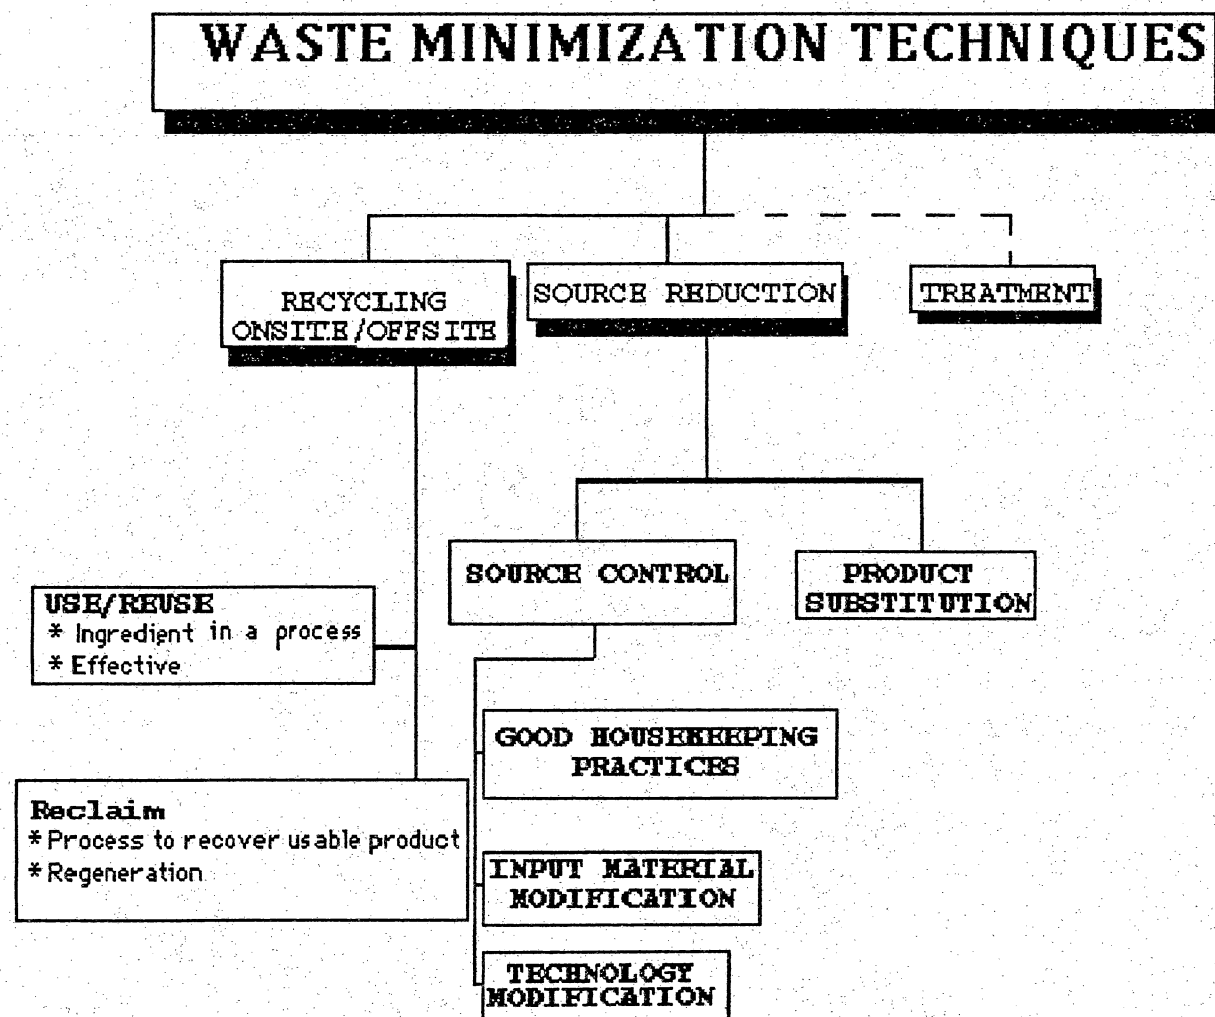 WASTE MINIMIZATION TECHNIQUES
RECYCLING
ONSITE/OFFSITE
SOURCE REDUCTION
TREATMENT
SOURCE CONTROL
PRODUCT
SUBSTITUTION
USE/REUSE
* Ingredient in a process
* Effective
GOOD HOUSEKEEPING
PRACTICES
Reclaim
* Process to recover usable product
* Regeneration
INPUT MATERIAL
MODIFICATION
TECHNOLOGY
MODIFICATION